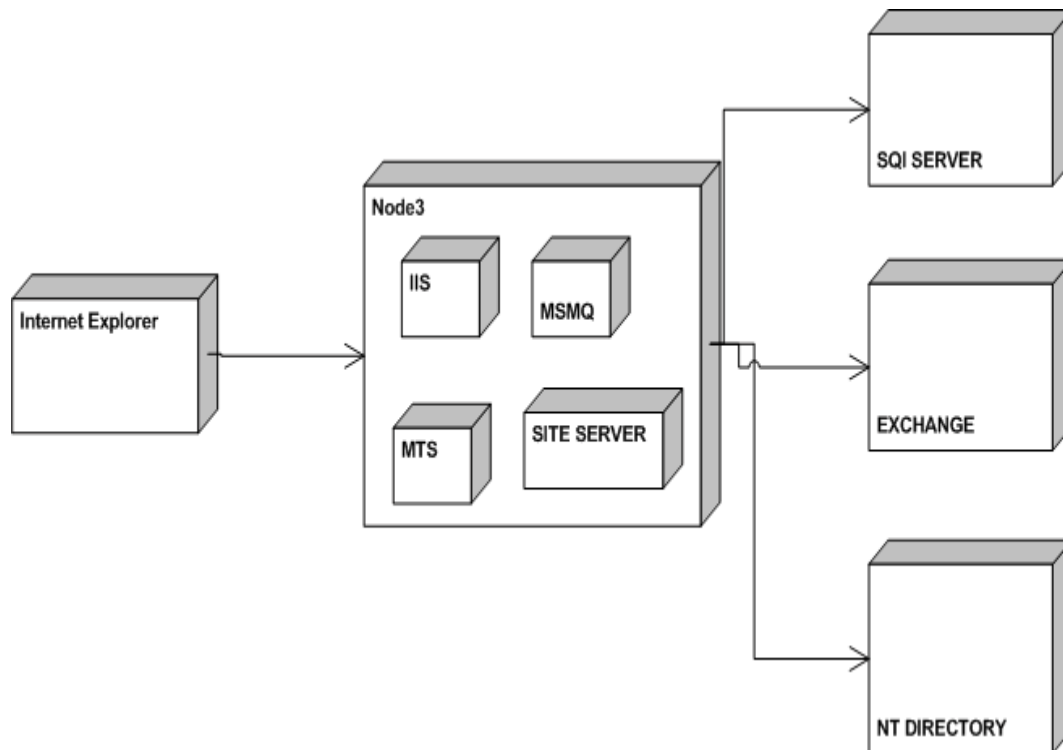 Internet Explorer
Node3
IIS
MSMQ
MTS
SITE SERVER
SQI SERVER
EXCHANGE
NT DIRECTORY